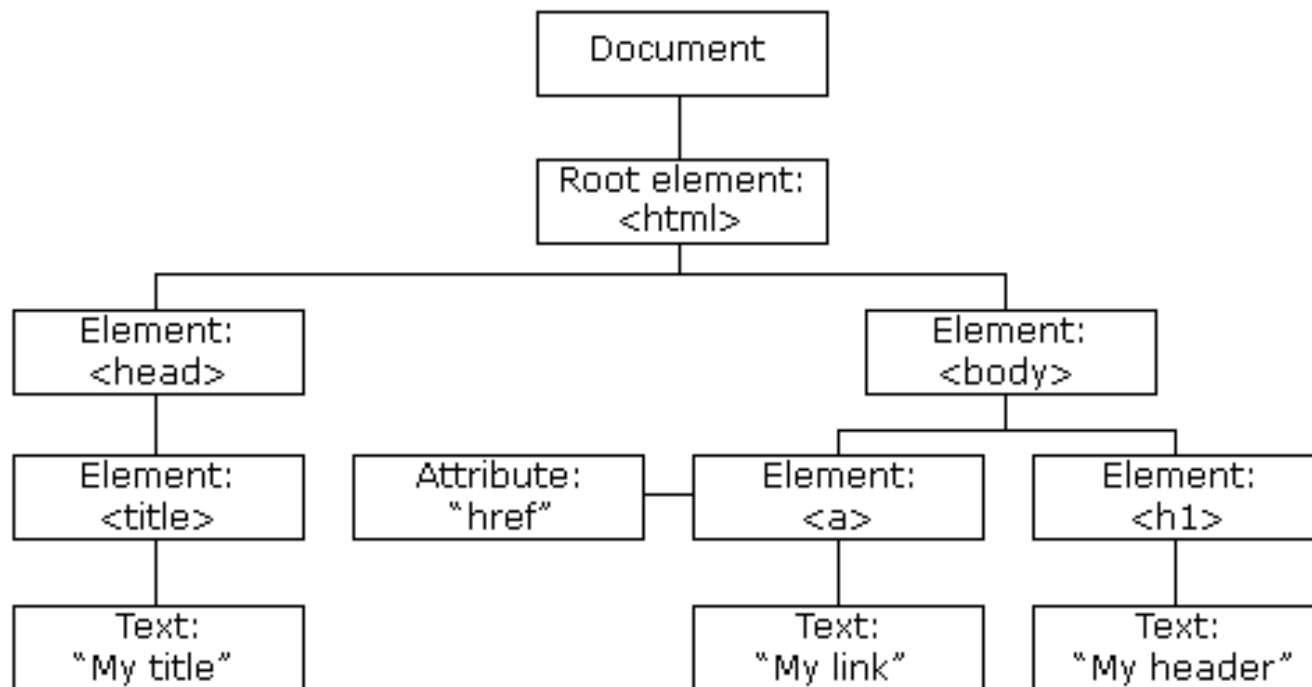 Document
Root element:
<html>
Element:
<head>
Element:
<body>
Element:
<title>
Attribute:
“href”
Element:
<a>
Element:
<h1>
Text:
“My title”
Text:
“My link”
Text:
“My header”